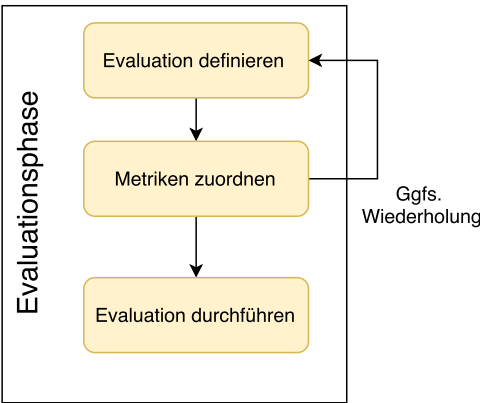 Evaluationsphase
Evaluation definieren
Metriken zuordnen
Ggfs.
Wiederholung
Evaluation durchführen